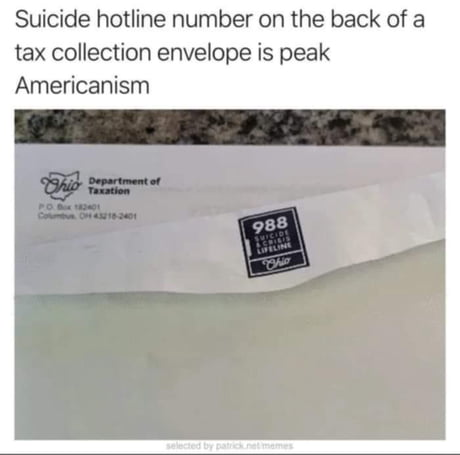 Suicide hotline number on the back of a
tax collection envelope is peak
Americanism
Ohio Department of
Taxation
P.O. Box 182401
Columbus, OH 43218-2401
988
SUICIDE
& CRISIS
LIFELINE
Ohio
selected by patrick.net/memes